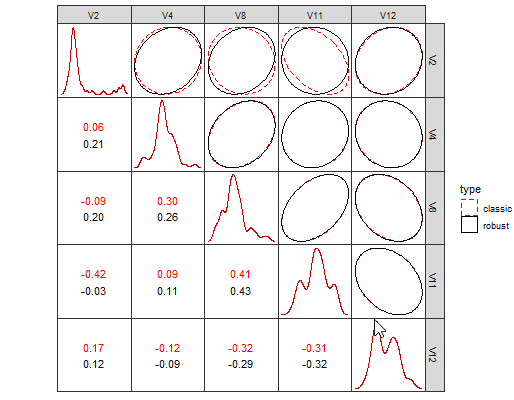 V2 V4 V8 V11 V12
V2
0.06
0.21
V4
-0.09 0.30
0.20 0.26
V8
type
classic
robust
-0.42 0.09 0.41
-0.03 0.11 0.43
V11
0.17 -0.12 -0.32 -0.31
0.12 -0.09 -0.29 -0.32
V12